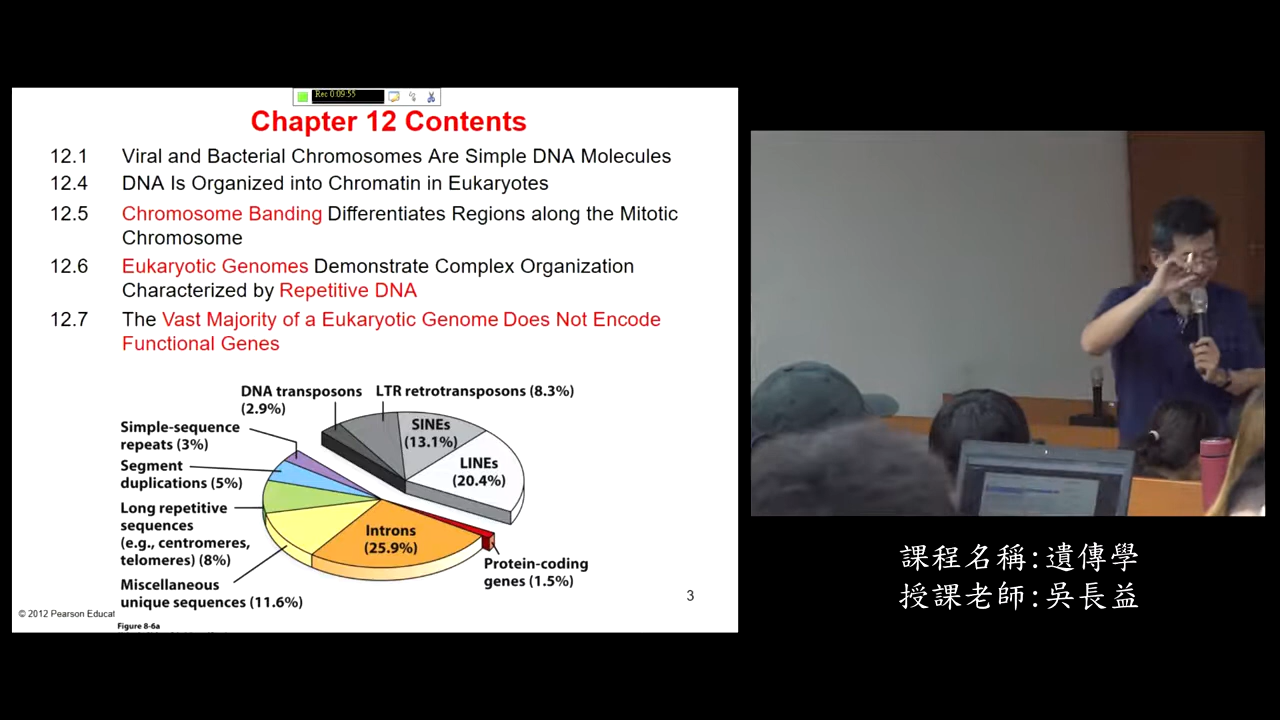 Rec 0:09:55
Chapter 12 Contents
12.1 Viral and Bacterial Chromosomes Are Simple DNA Molecules
12.4 DNA Is Organized into Chromatin in Eukaryotes
12.5 Chromosome Banding Differentiates Regions along the Mitotic
Chromosome
12.6 Eukaryotic Genomes Demonstrate Complex Organization
Characterized by Repetitive DNA
12.7 The Vast Majority of a Eukaryotic Genome Does Not Encode
Functional Genes
DNA transposons
(2.9%)
LTR retrotransposons (8.3%)
SINEs
(13.1%)
LINEs
(20.4%)
Simple-sequence
repeats (3%)
Segment
duplications (5%)
Long repetitive
sequences
(e.g., centromeres,
telomeres) (8%)
Miscellaneous
unique sequences (11.6%)
Introns
(25.9%)
Protein-coding
genes (1.5%)
3
© 2012 Pearson Educat
Figure 8-6a
課程名稱:遺傳學
授課老師:吳長益